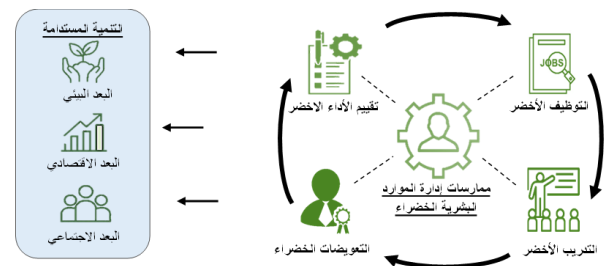 التنمية المستدامة
البعد البيئي
البعد الاقتصادي
البعد الاجتماعي
تقييم الأداء الاخضر
JOBS
التوظيف الأخضر
ممارسات إدارة الموارد
البشرية الخضراء
التعويضات الخضراء
التدريب الأخضر